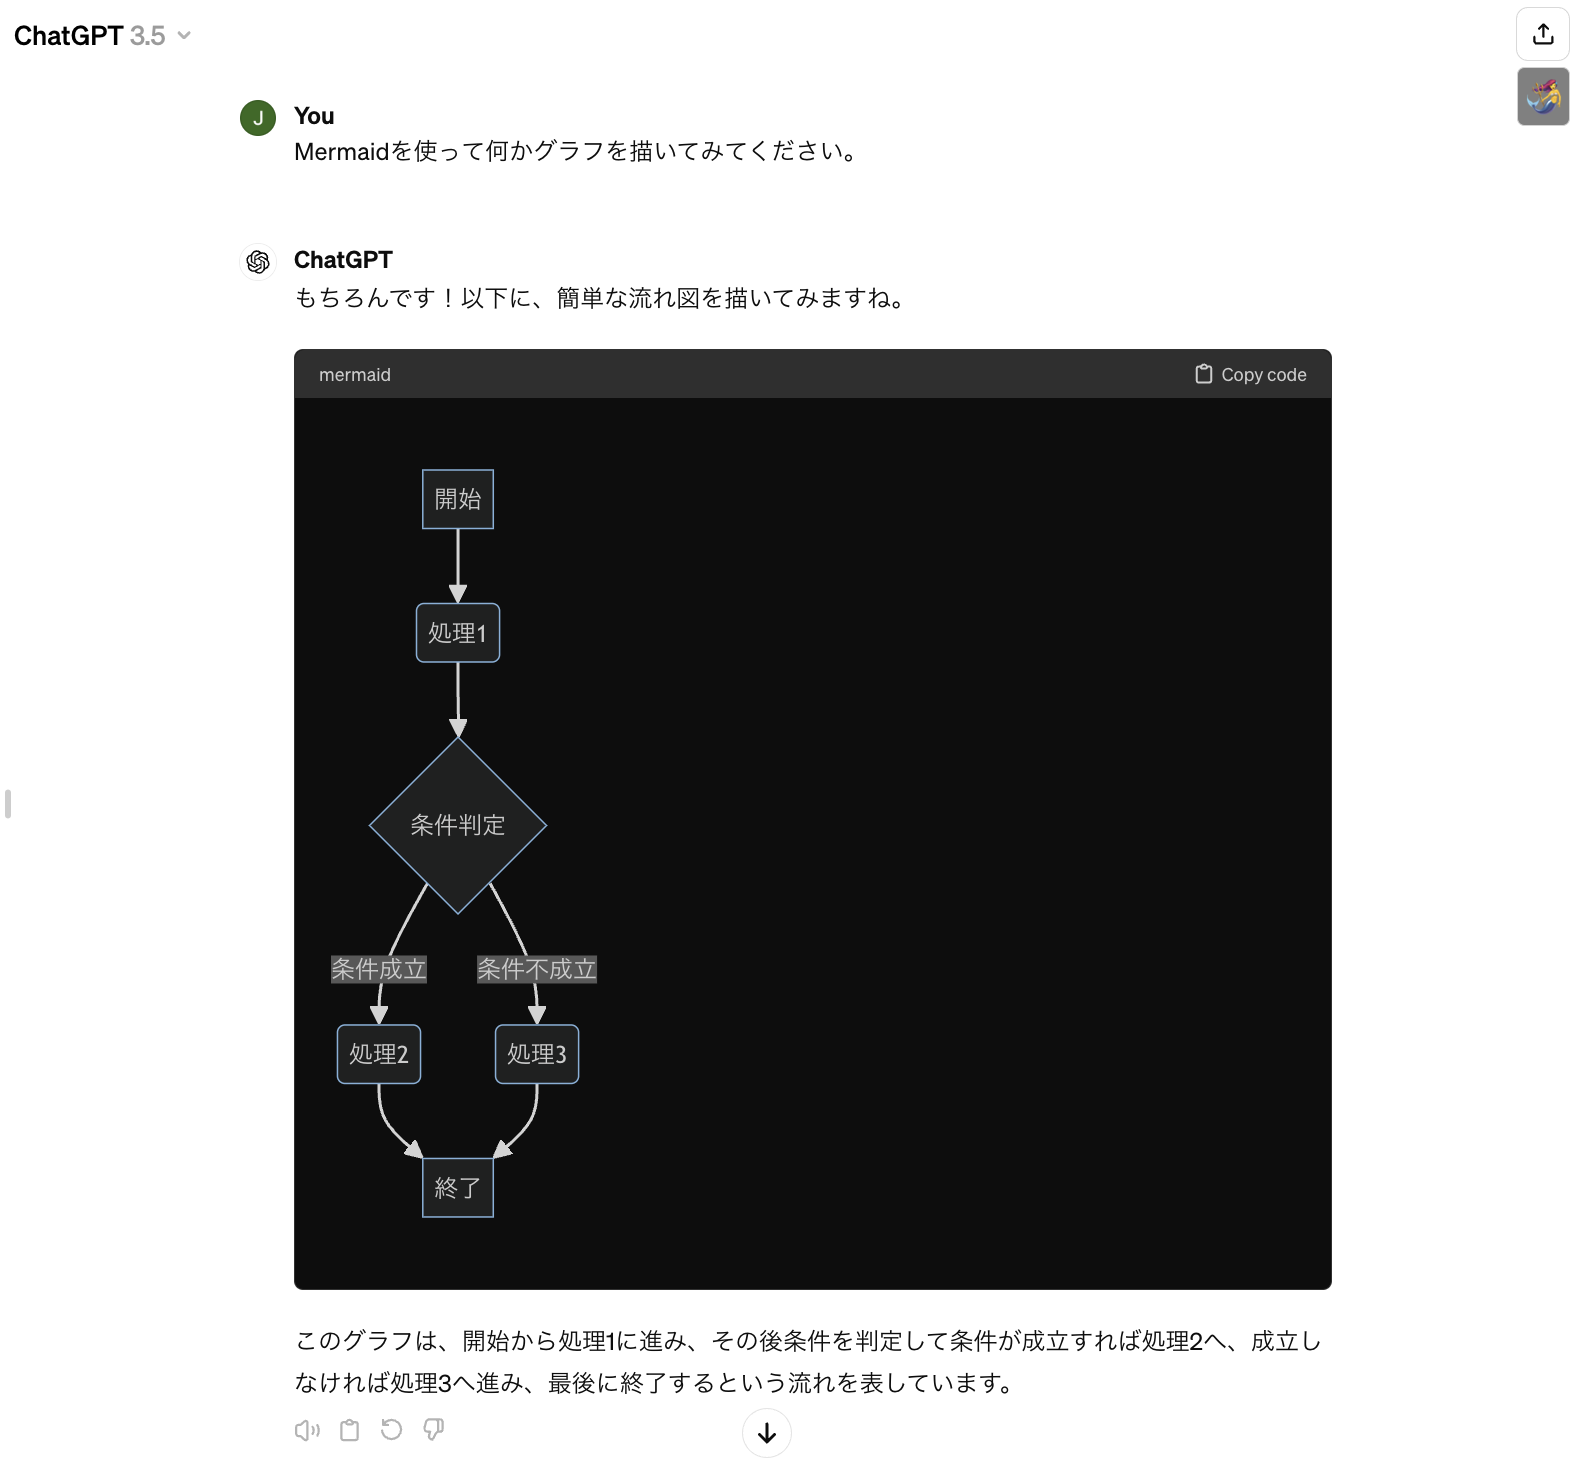 ChatGPT 3.5
J
You
Mermaidを使って何かグラフを描いてみてください。
ChatGPT
もちろんです！以下に、簡単な流れ図を描いてみますね。
mermaid
Copy code
開始
処理1
条件判定
条件成立
条件不成立
処理2
処理3
終了
このグラフは、開始から処理1に進み、その後条件を判定して条件が成立すれば処理2へ、成立し
なければ処理3へ進み、最後に終了するという流れを表しています。